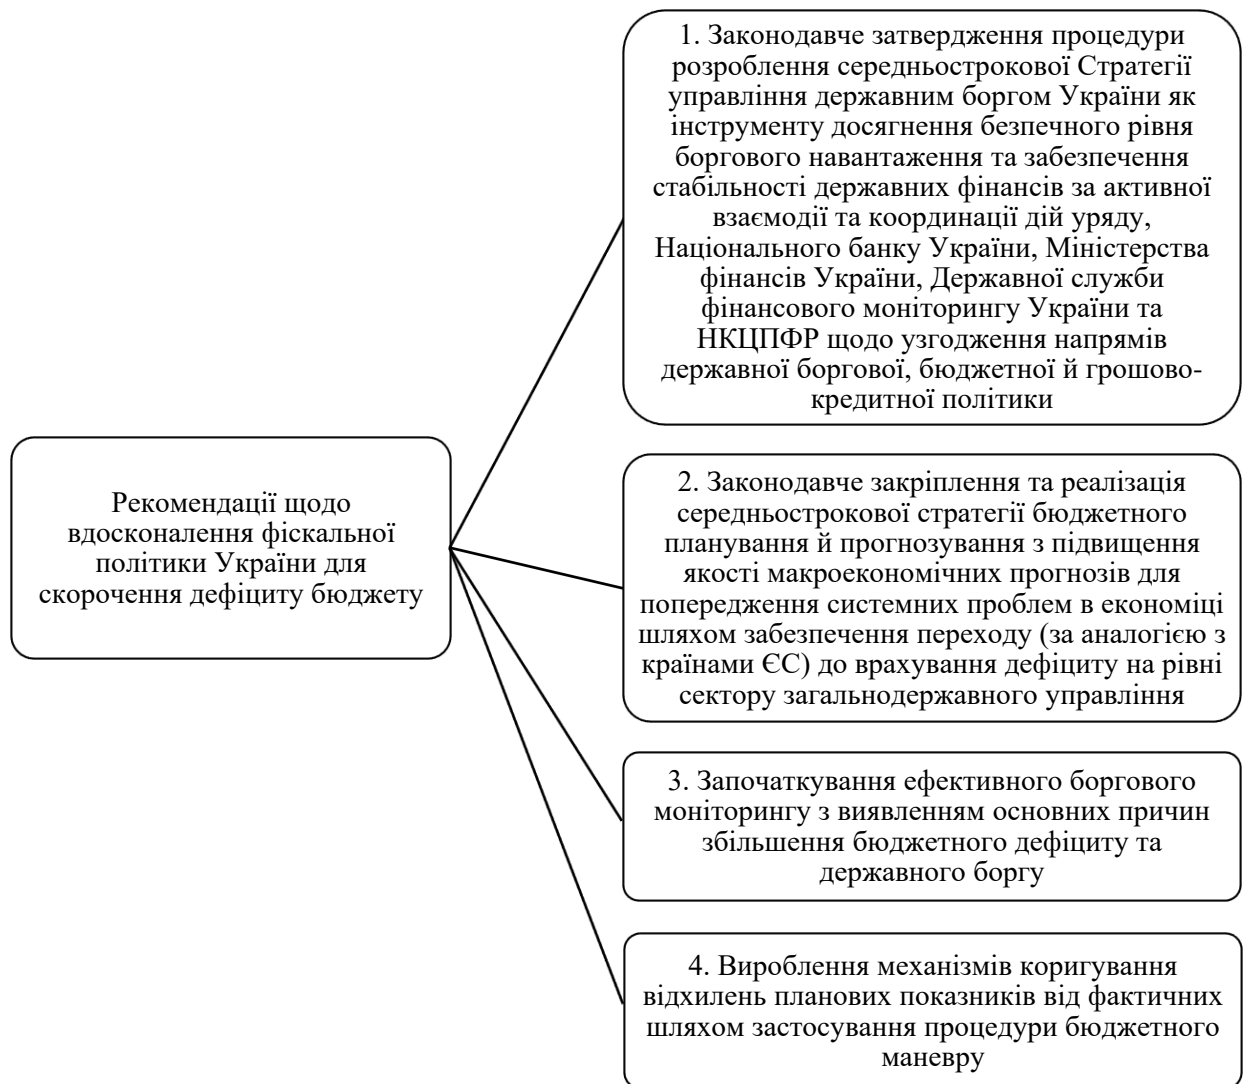 Рекомендації щодо
вдосконалення фіскальної
політики України для
скорочення дефіциту бюджету
1. Законодавче затвердження процедури
розроблення середньострокової Стратегії
управління державним боргом України як
інструменту досягнення безпечного рівня
боргового навантаження та забезпечення
стабільності державних фінансів за активної
взаємодії та координації дій уряду,
Національного банку України, Міністерства
фінансів України, Державної служби
фінансового моніторингу України та
НКЦПФР щодо узгодження напрямів
державної боргової, бюджетної й грошово-
кредитної політики
2. Законодавче закріплення та реалізація
середньострокової стратегії бюджетного
планування й прогнозування з підвищення
якості макроекономічних прогнозів для
попередження системних проблем в економіці
шляхом забезпечення переходу (за аналогією з
країнами ЄС) до врахування дефіциту на рівні
сектору загальнодержавного управління
3. Започаткування ефективного боргового
моніторингу з виявленням основних причин
збільшення бюджетного дефіциту та
державного боргу
4. Вироблення механізмів коригування
відхилень планових показників від фактичних
шляхом застосування процедури бюджетного
маневру